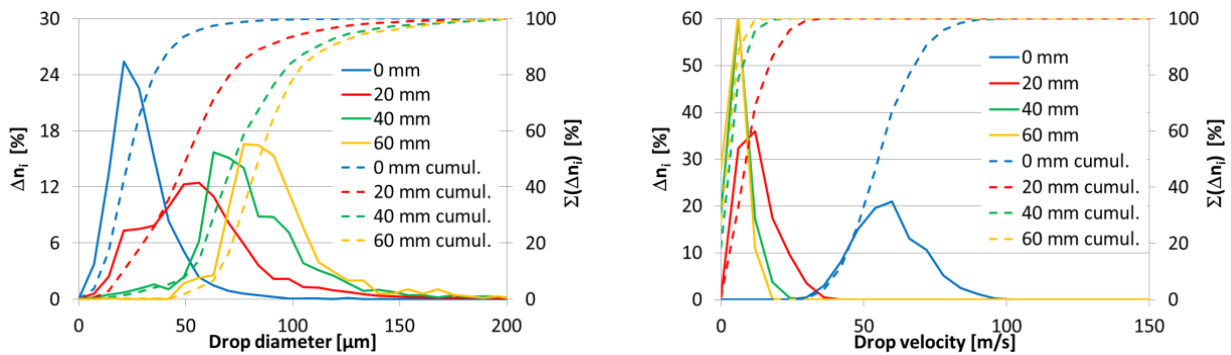 30
24
18
12
6
0
Δnᵢ [%]
0 50 100 150 200
Drop diameter [µm]
100
80
60
40
20
0
Σ(Δnᵢ) [%]
0 mm
20 mm
40 mm
60 mm
0 mm cumul.
20 mm cumul.
40 mm cumul.
60 mm cumul.
60
50
40
30
20
10
0
Δnᵢ [%]
0 50 100 150
Drop velocity [m/s]
100
80
60
40
20
0
Σ(Δnᵢ) [%]
0 mm
20 mm
40 mm
60 mm
0 mm cumul.
20 mm cumul.
40 mm cumul.
60 mm cumul.